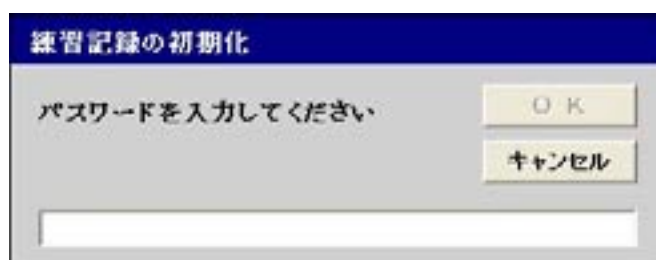 練習記録の初期化
パスワードを入力してください
ＯＫ
キャンセル